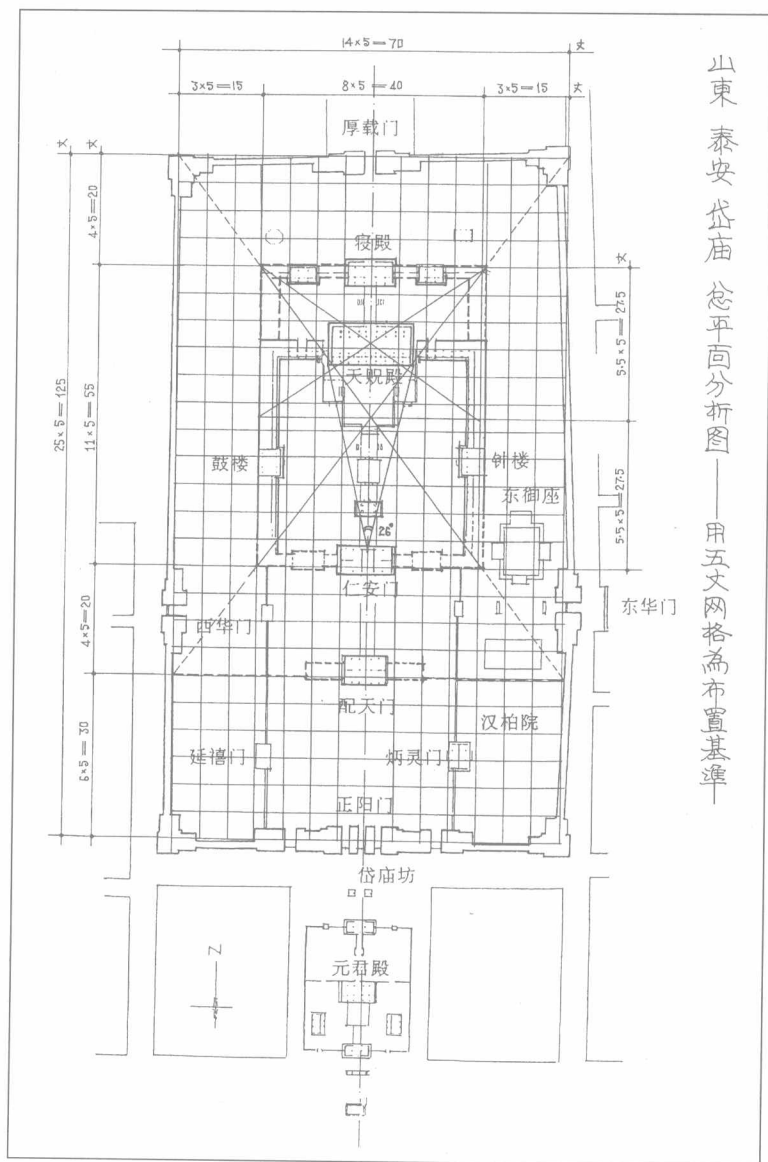 14×5=70
丈
3×5=15
8×5=40
3×5=15
丈
厚载门
丈
丈
4×5=20
寝殿
丈
5·5×5=27.5
天贶殿
11×5=55
25×5=125
鼓楼
钟楼
东御座
5·5×5=27.5
26°
仁安门
西华门
东华门
4×5=20
配天门
汉柏院
延禧门
炳灵门
6×5=30
正阳门
岱庙坊
元君殿
N
山東 泰安 岱庙 总平面分析图——用五丈网格為布置基準